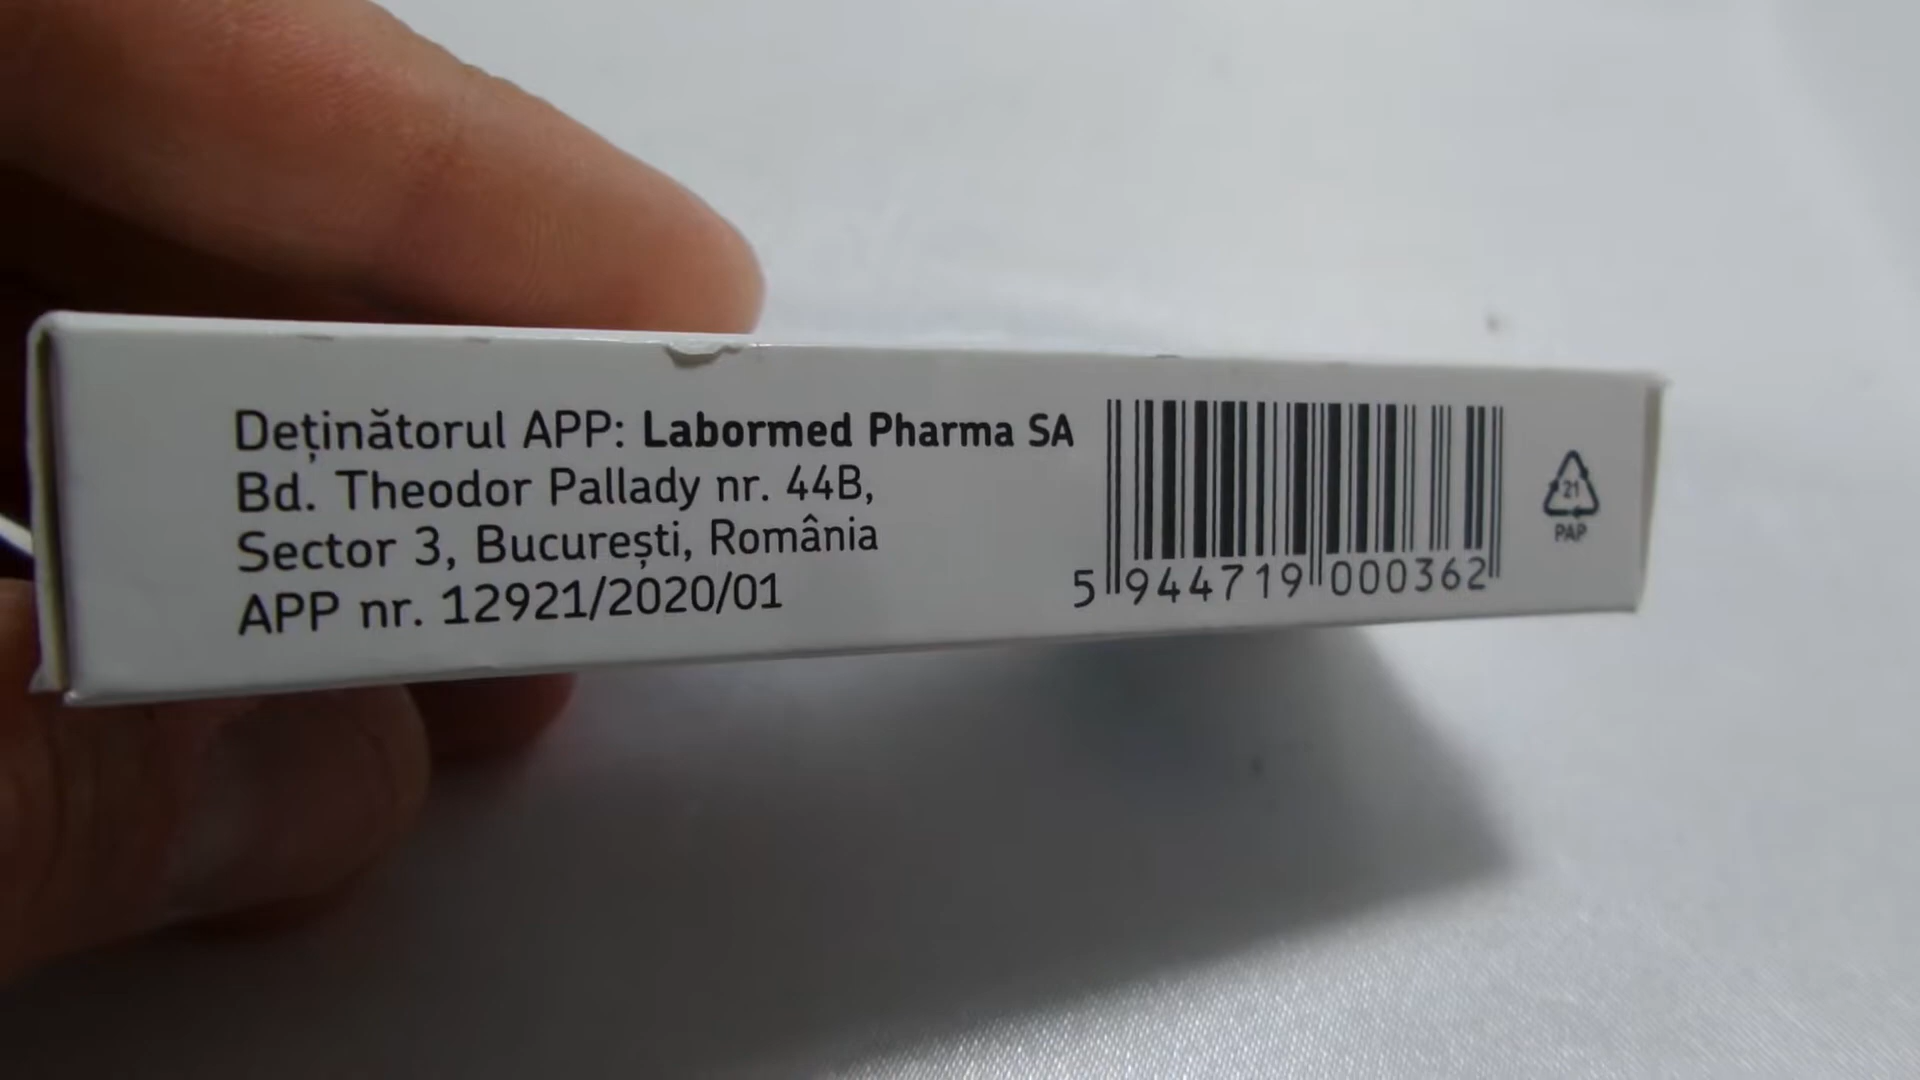 Deținătorul APP: Labormed Pharma SA
Bd. Theodor Pallady nr. 44B,
Sector 3, București, România
APP nr. 12921/2020/01
5 944719 000362
21
PAP